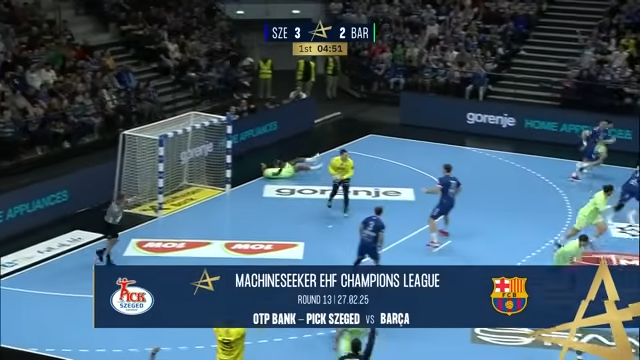 SZE 3 2 BAR
1st 04:51
gorenje HOME APPLIANCES
gorenje
APPLIANCES
gorenje
APPLIANCES
MOL MOL
MACHINESEEKER EHF CHAMPIONS LEAGUE
ROUND 13 | 27.02.25
OTP BANK – PICK SZEGED VS BARÇA
PICK
SZEGED
FCB